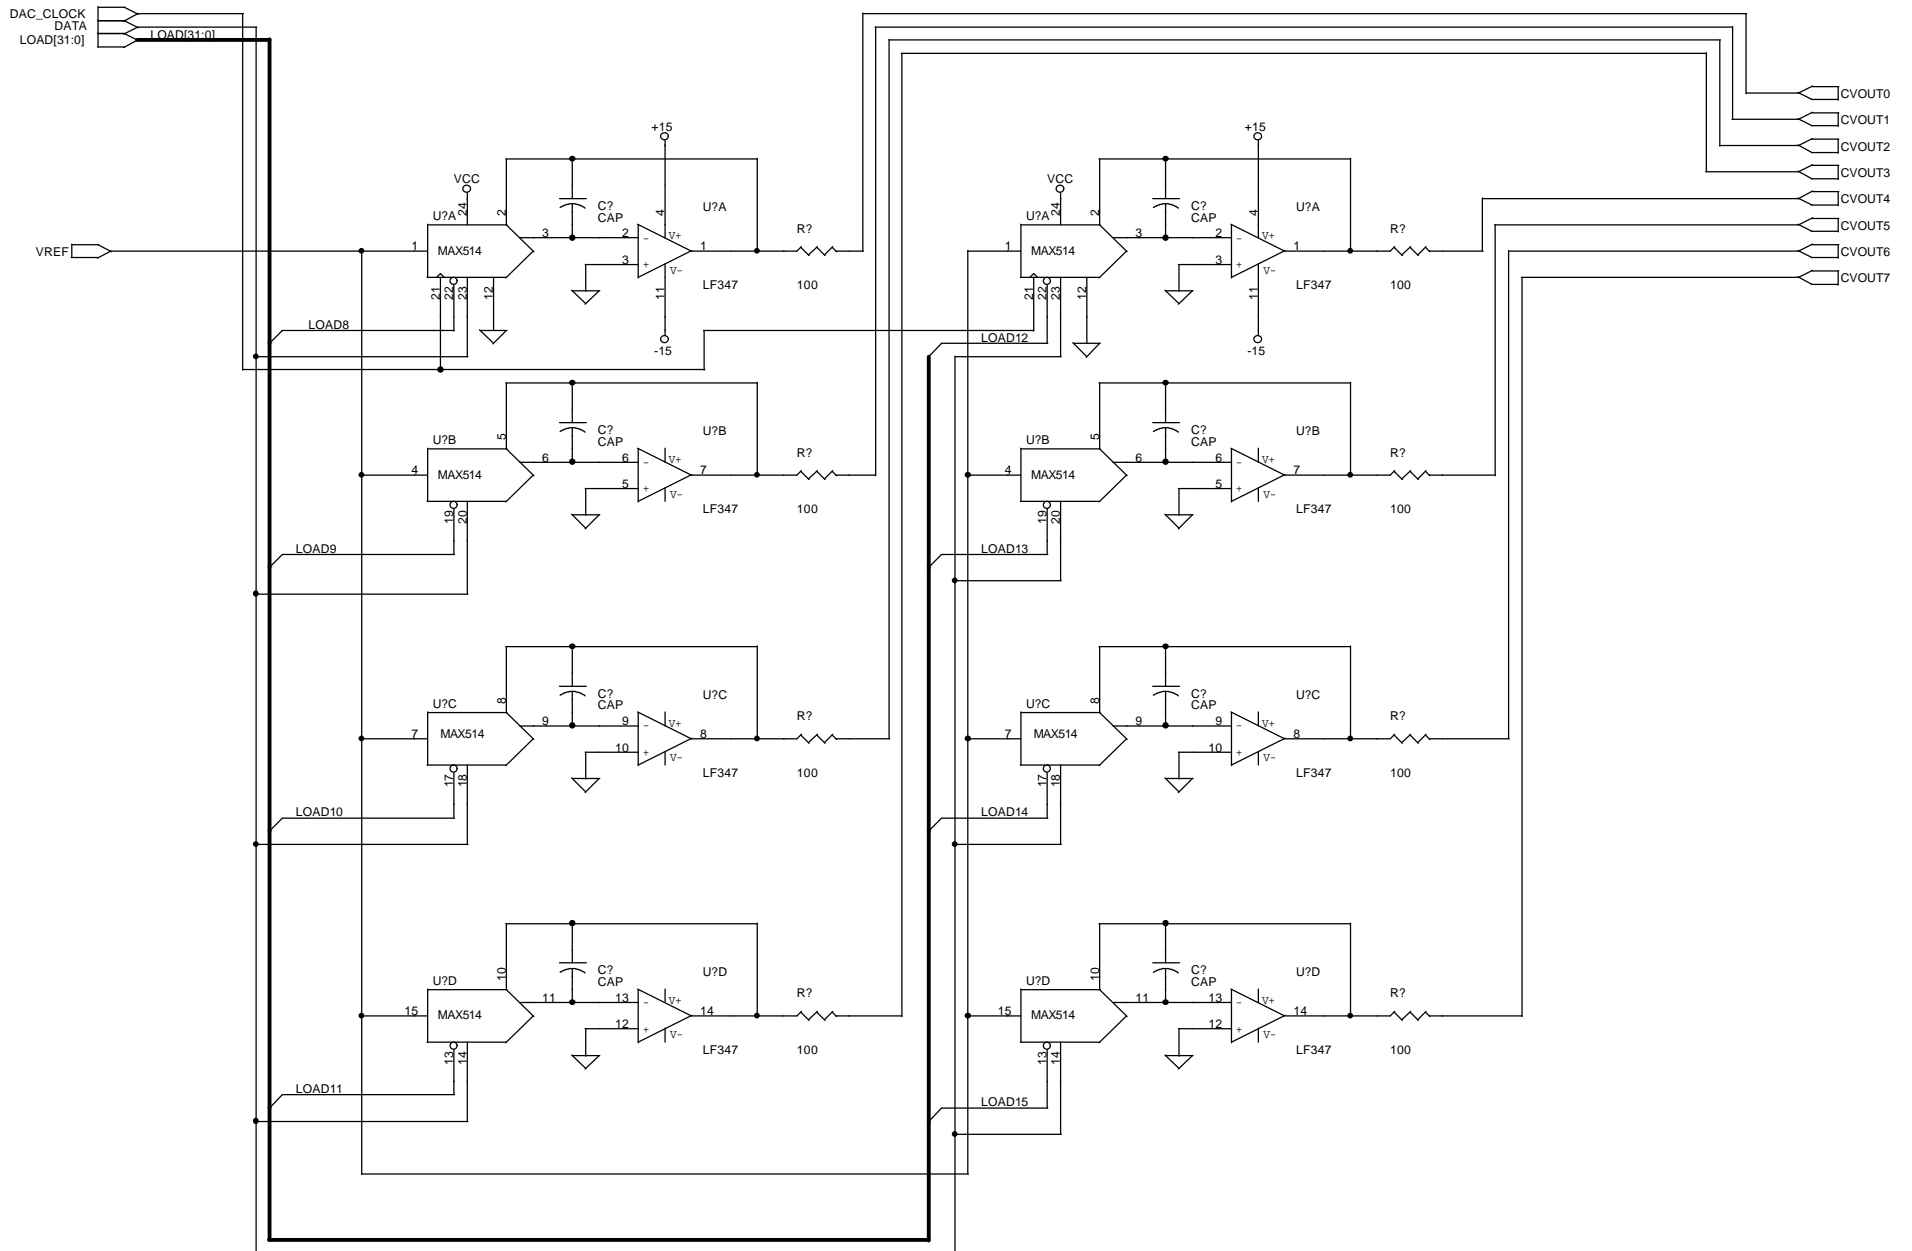 DAC_CLOCK
DATA
LOAD[31:0]
LOAD[31:0]
CVOUT0
CVOUT1
CVOUT2
CVOUT3
CVOUT4
CVOUT5
CVOUT6
CVOUT7
VREF
+15
VCC
24
2
4
U?A
C?
CAP
U?A
MAX514
1
3
2
3
-
+
V+
V-
1
R?
100
LF347
21
22
23
12
11
-15
LOAD8
+15
VCC
24
2
4
U?A
C?
CAP
U?A
MAX514
1
3
2
3
-
+
V+
V-
1
R?
100
LF347
21
22
23
12
11
-15
LOAD12
5
U?B
C?
CAP
U?B
MAX514
4
6
6
5
-
+
V+
V-
7
R?
100
LF347
19
20
LOAD9
5
U?B
C?
CAP
U?B
MAX514
4
6
6
5
-
+
V+
V-
7
R?
100
LF347
19
20
LOAD13
8
U?C
C?
CAP
U?C
MAX514
7
9
9
10
-
+
V+
V-
8
R?
100
LF347
17
18
LOAD10
8
U?C
C?
CAP
U?C
MAX514
7
9
9
10
-
+
V+
V-
8
R?
100
LF347
17
18
LOAD14
10
U?D
C?
CAP
U?D
MAX514
15
11
13
12
-
+
V+
V-
14
R?
100
LF347
13
14
LOAD11
10
U?D
C?
CAP
U?D
MAX514
15
11
13
12
-
+
V+
V-
14
R?
100
LF347
13
14
LOAD15